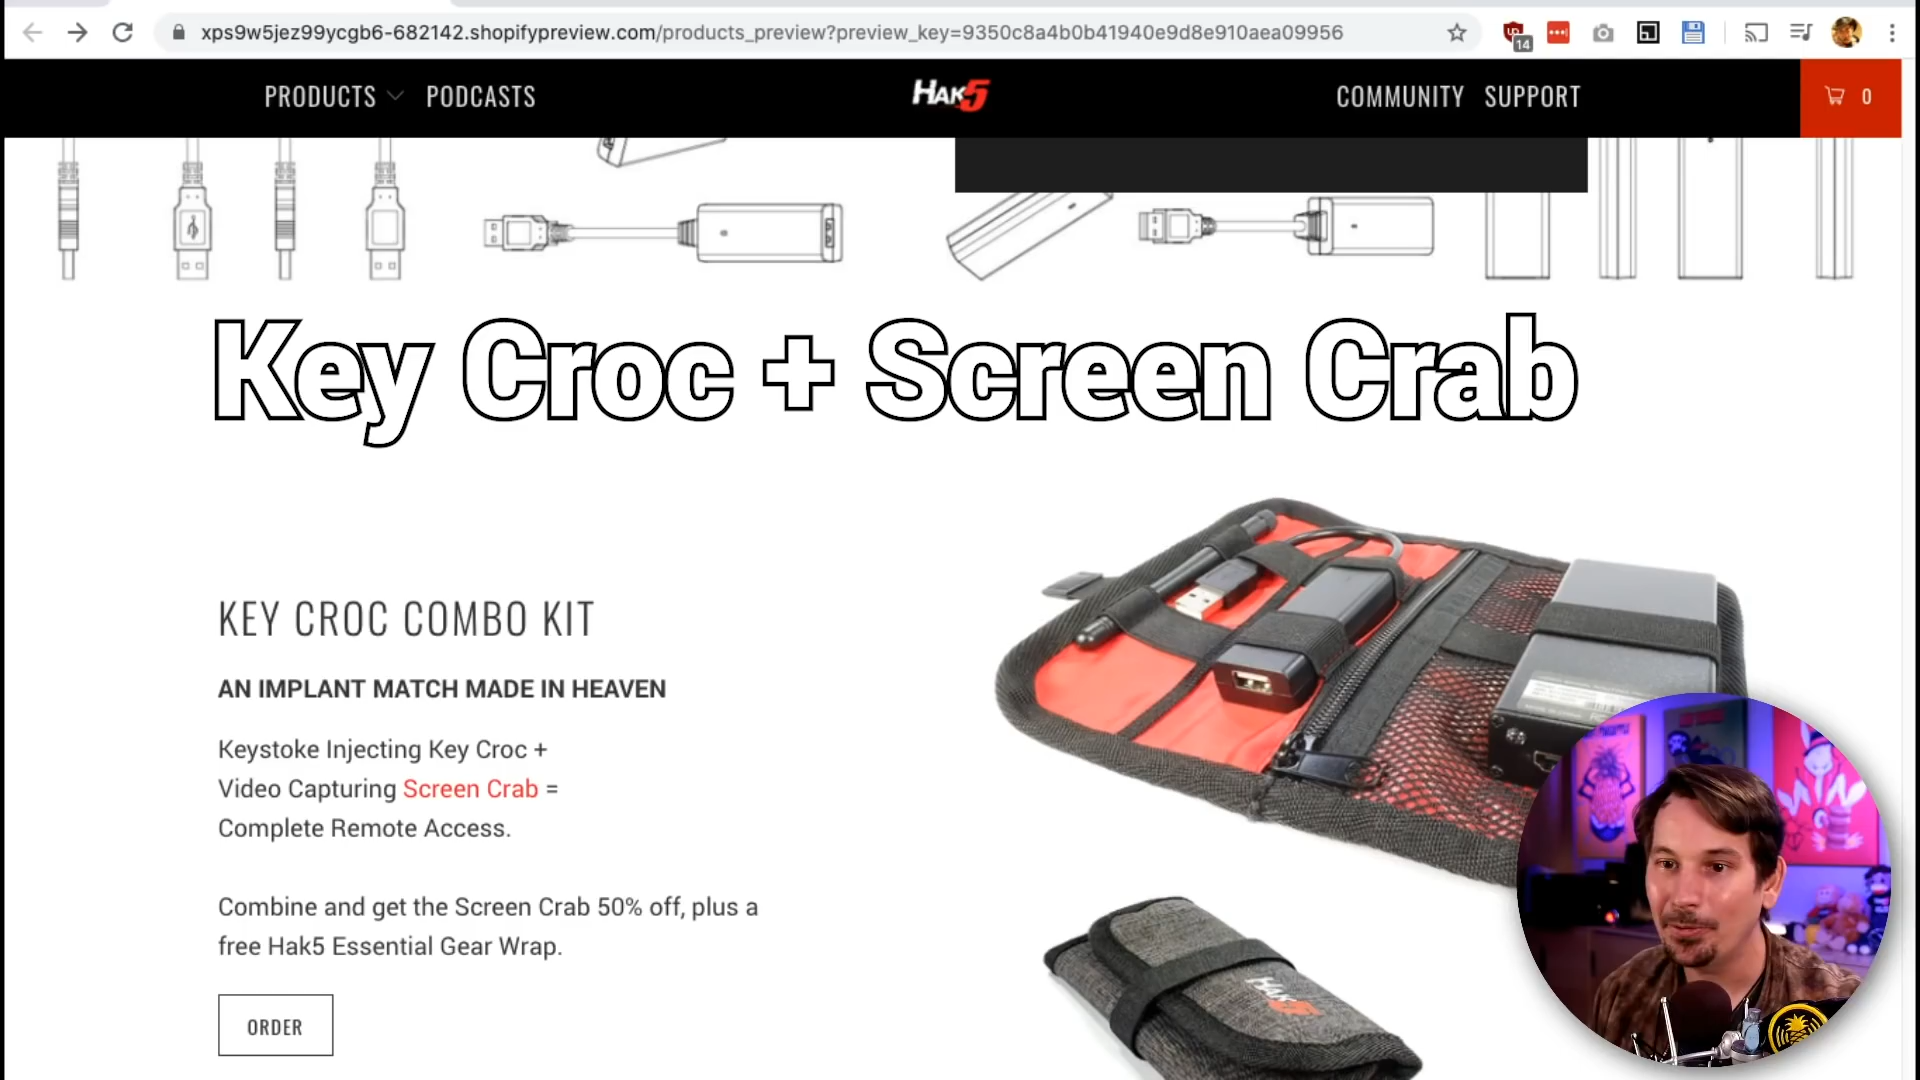 xps9w5jez99ycgb6-682142.shopifypreview.com/products_preview?preview_key=9350c8a4b0b41940e9d8e910aea09956
14
PRODUCTS PODCASTS HAK5 COMMUNITY SUPPORT 0
Key Croc + Screen Crab
KEY CROC COMBO KIT
AN IMPLANT MATCH MADE IN HEAVEN
Keystoke Injecting Key Croc +
Video Capturing Screen Crab =
Complete Remote Access.
Combine and get the Screen Crab 50% off, plus a
free Hak5 Essential Gear Wrap.
HAK5
ORDER